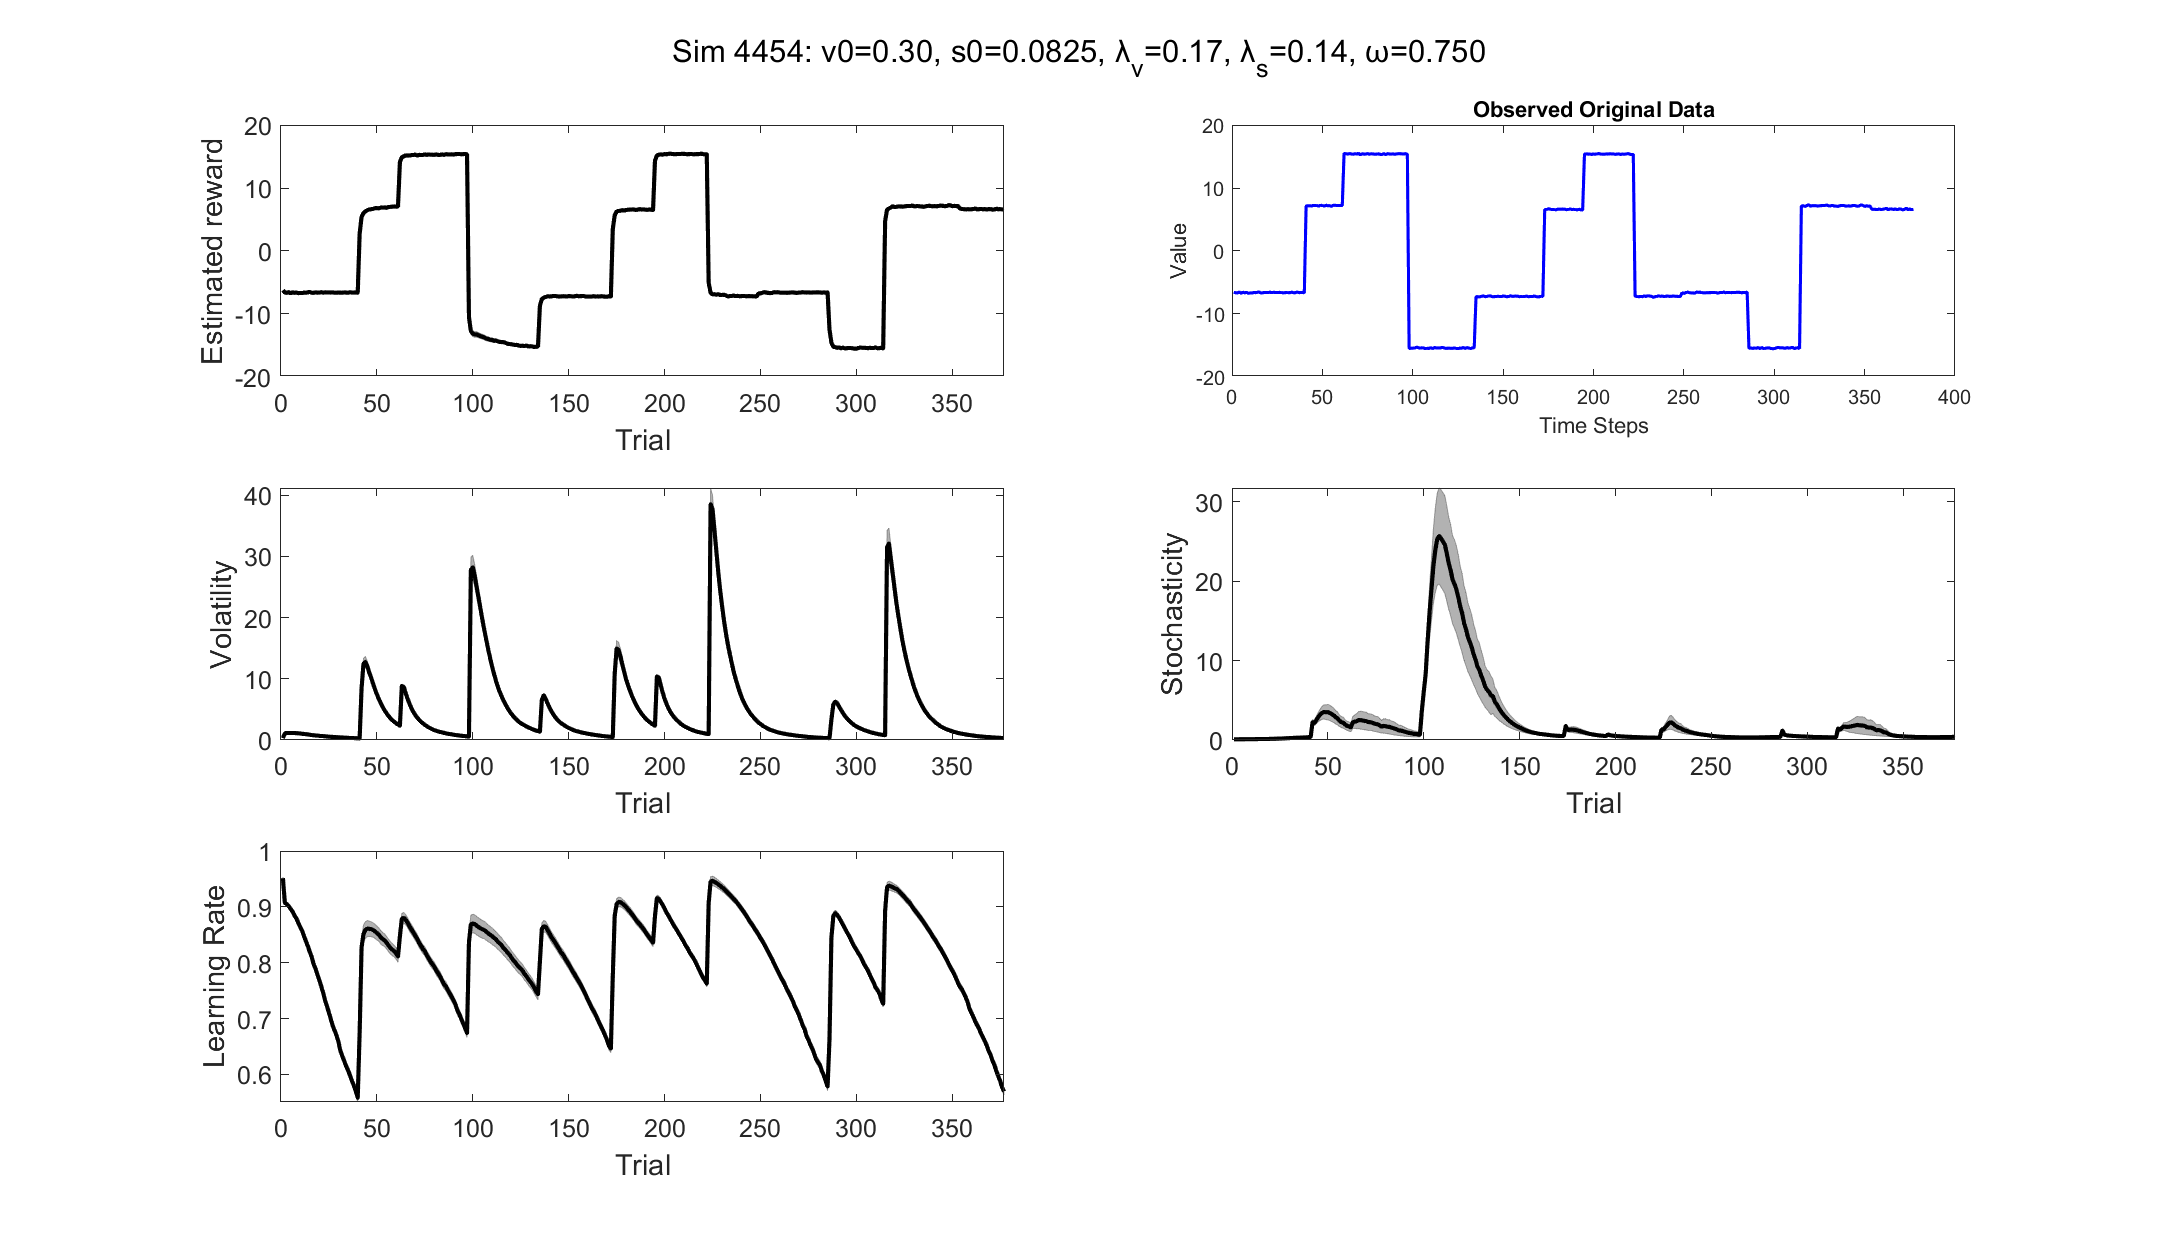 Sim 4454: v0=0.30, s0=0.0825, λ_v=0.17, λ_s=0.14, ω=0.750
Estimated reward
20
10
0
-10
-20
0 50 100 150 200 250 300 350
Trial
Observed Original Data
Value
20
10
0
-10
-20
0 50 100 150 200 250 300 350 400
Time Steps
Volatility
40
30
20
10
0
0 50 100 150 200 250 300 350
Trial
Stochasticity
30
20
10
0
0 50 100 150 200 250 300 350
Trial
Learning Rate
1
0.9
0.8
0.7
0.6
0 50 100 150 200 250 300 350
Trial